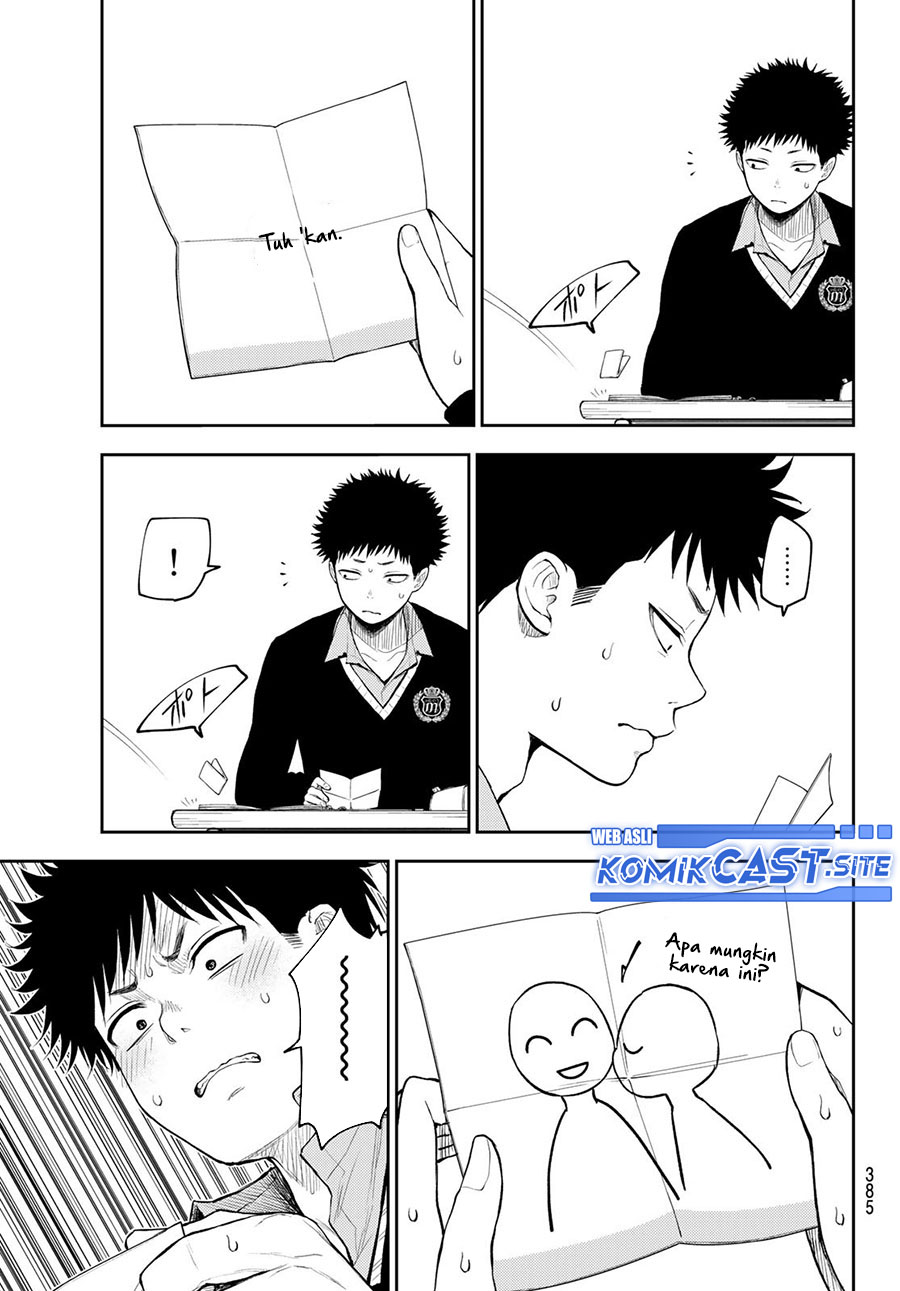 ポト
Tuh 'kan.
m
......
!
ポト
m
WEB ASLI
KOMIKCAST.SITE
Apa mungkin
karena ini?
385